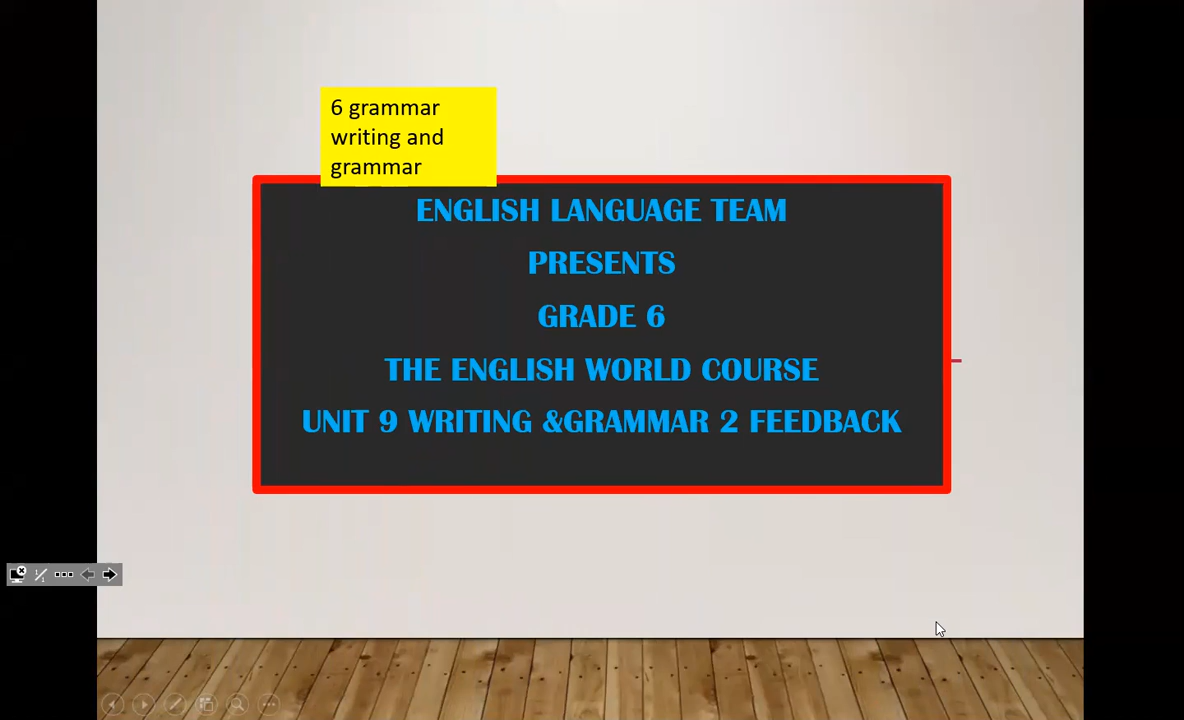 6 grammar
writing and
grammar
ENGLISH LANGUAGE TEAM
PRESENTS
GRADE 6
THE ENGLISH WORLD COURSE
UNIT 9 WRITING &GRAMMAR 2 FEEDBACK